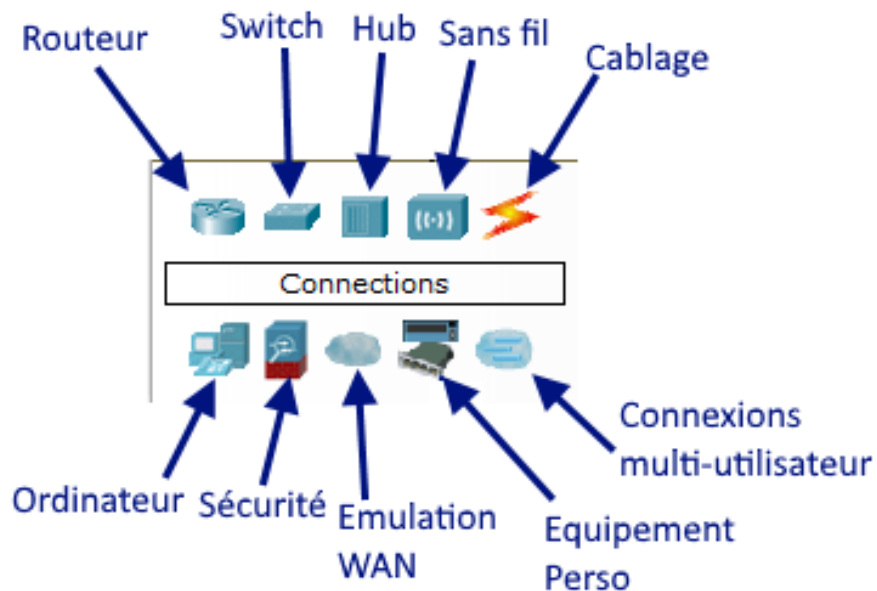 Routeur
Switch
Hub
Sans fil
Cablage
Connections
Ordinateur
Sécurité
Emulation
WAN
Equipement
Perso
Connexions
multi-utilisateur